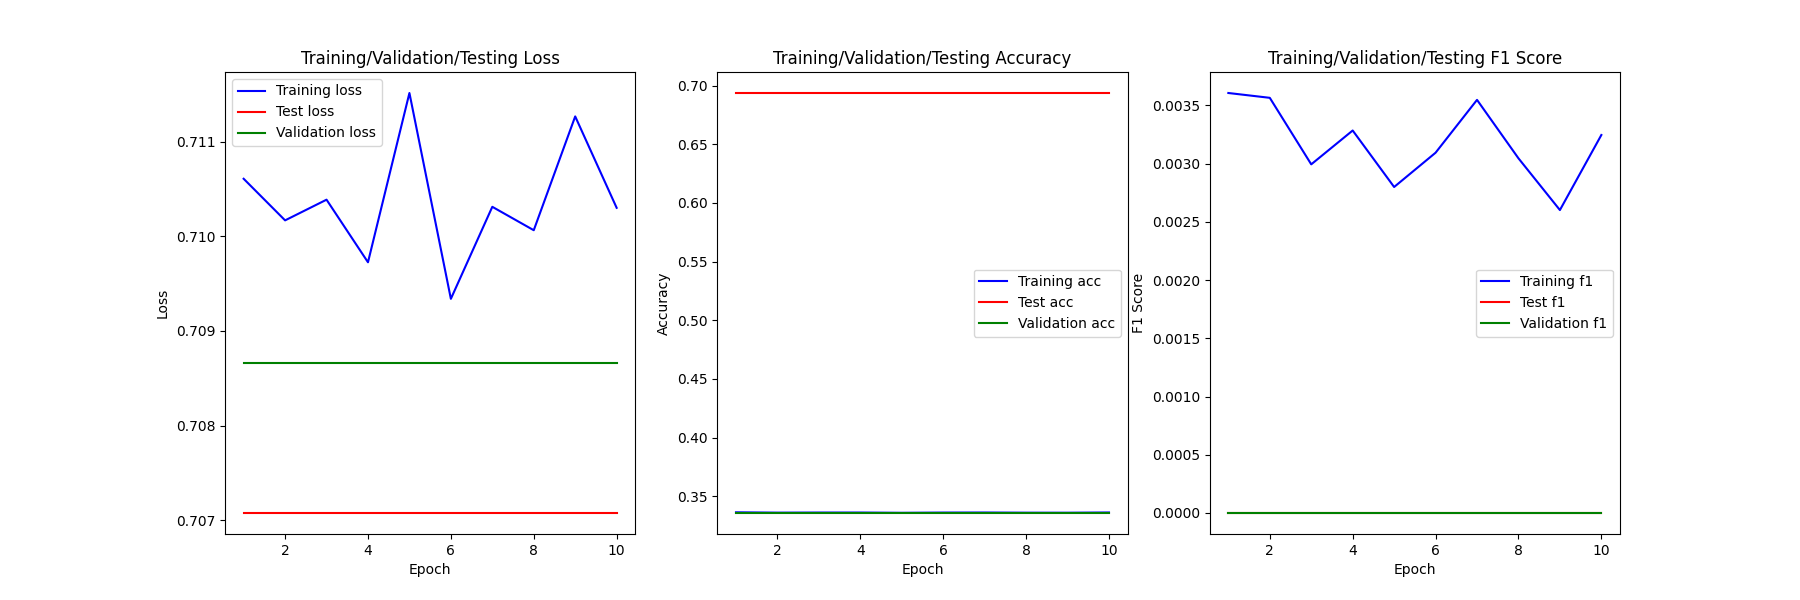 Training/Validation/Testing Loss
Training loss
Test loss
Validation loss
0.711
0.710
0.709
0.708
0.707
Loss
2 4 6 8 10
Epoch
Training/Validation/Testing Accuracy
0.70
0.65
0.60
0.55
0.50
0.45
0.40
0.35
Accuracy
Training acc
Test acc
Validation acc
2 4 6 8 10
Epoch
Training/Validation/Testing F1 Score
0.0035
0.0030
0.0025
0.0020
0.0015
0.0010
0.0005
0.0000
F1 Score
Training f1
Test f1
Validation f1
2 4 6 8 10
Epoch